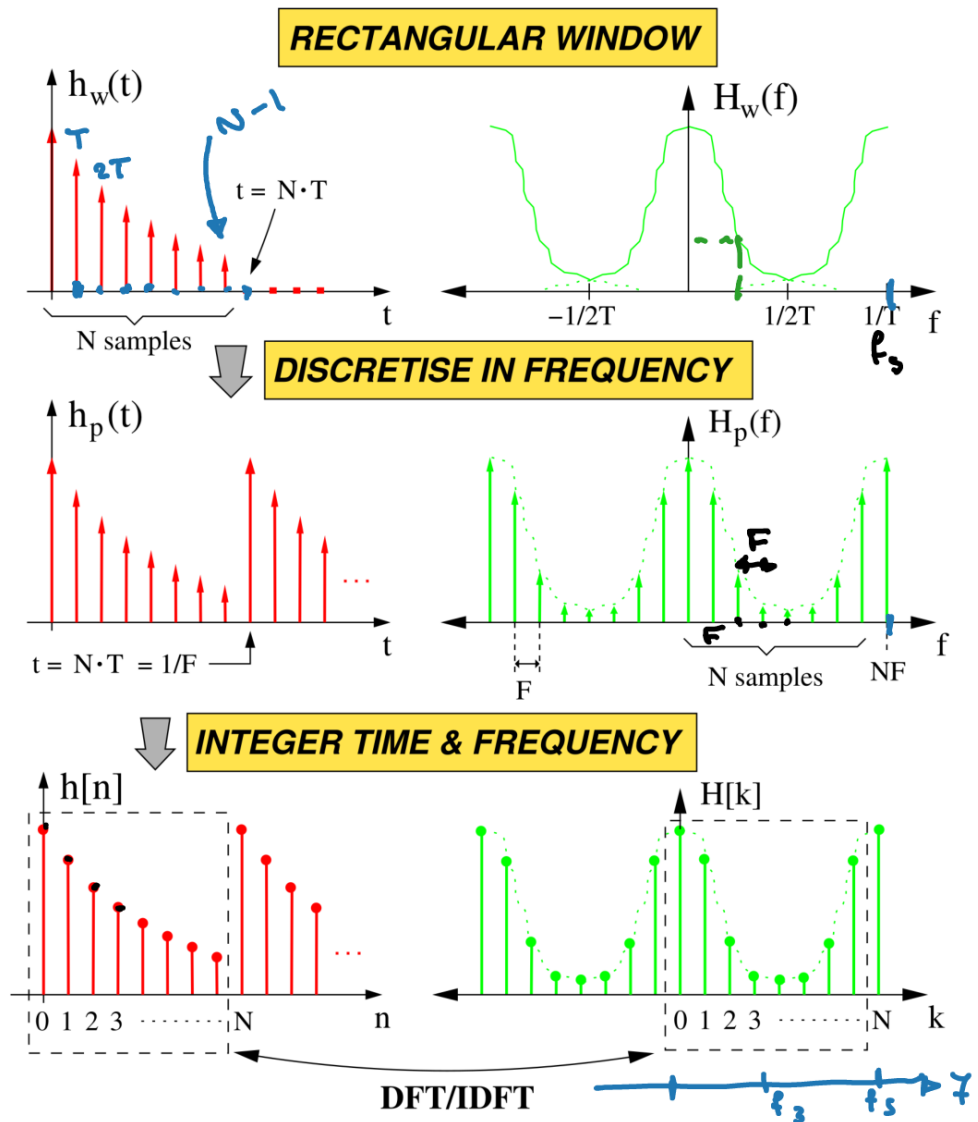 RECTANGULAR WINDOW
h_w(t)
T
2T
N-1
t = N·T
t
N samples
H_w(f)
−1/2T
1/2T
1/T
f
f_s
DISCRETISE IN FREQUENCY
h_p(t)
...
t
t = N·T = 1/F
H_p(f)
F
F
F
N samples
NF
f
INTEGER TIME & FREQUENCY
h[n]
...
0 1 2 3 ......... N
n
H[k]
0 1 2 3 ......... N
k
DFT/IDFT
f_s